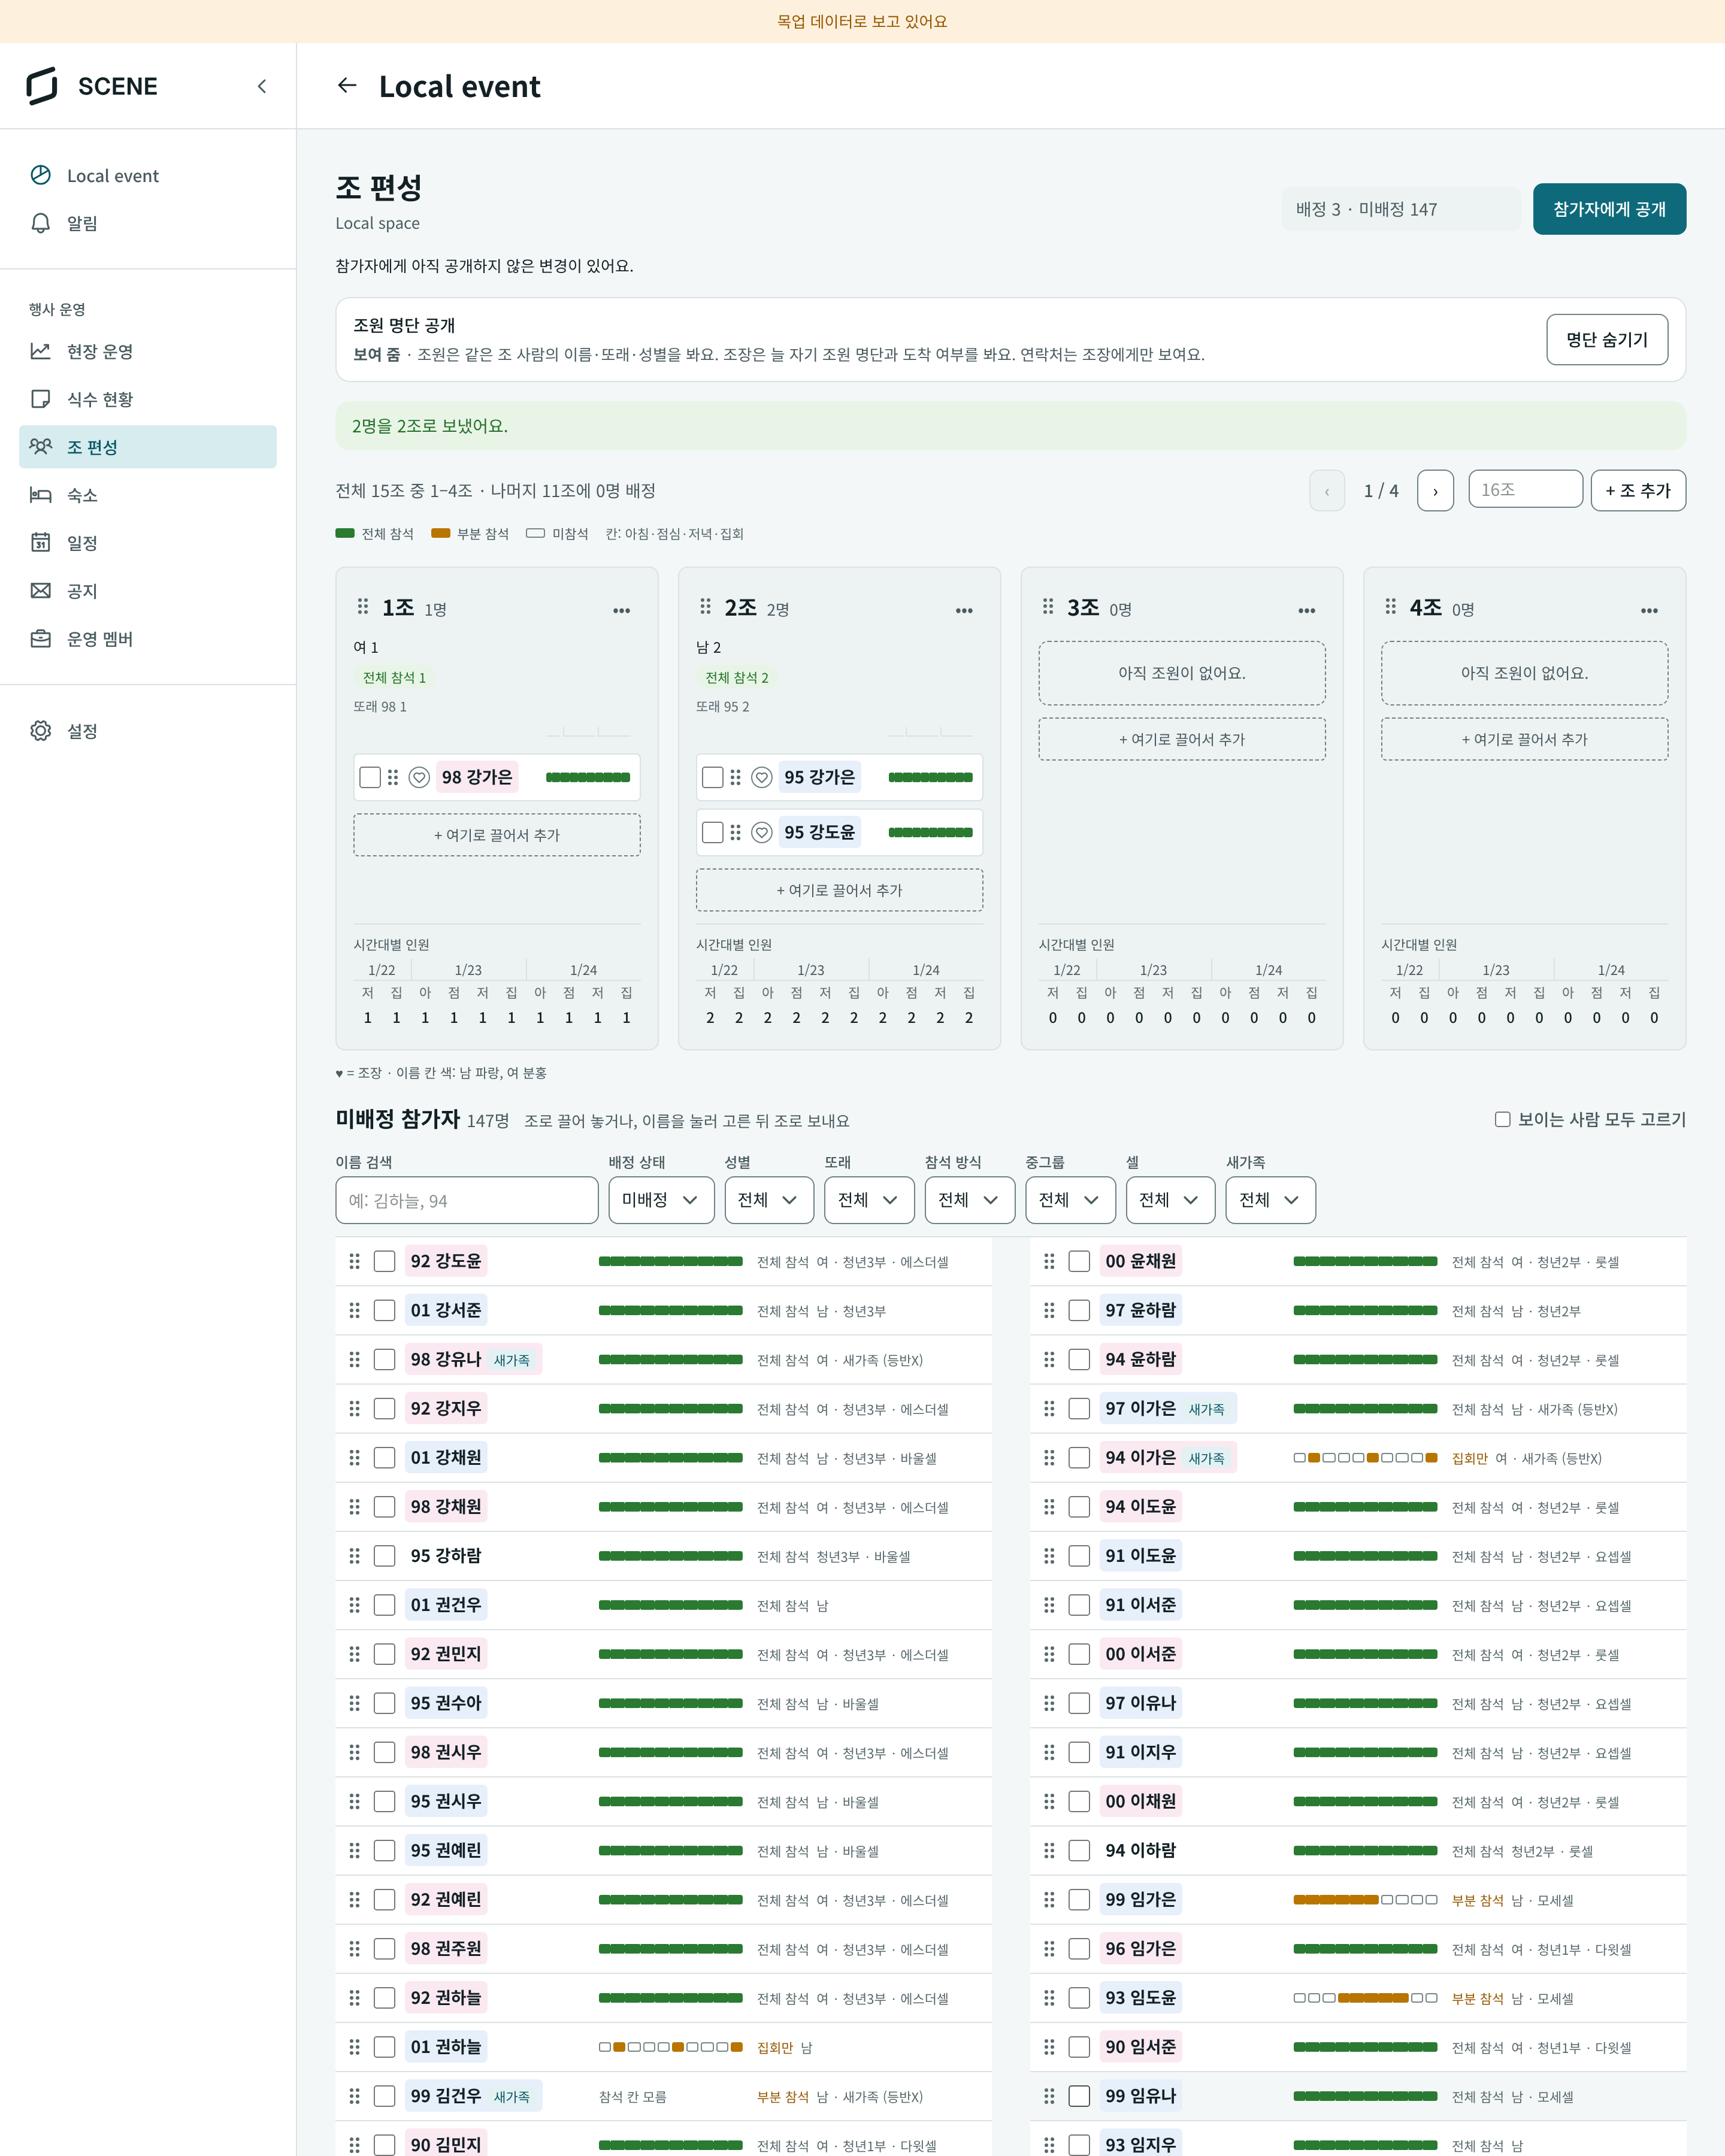 목업 데이터로 보고 있어요
SCENE
Local event
알림
행사 운영
현장 운영
식수 현황
조 편성
숙소
일정
공지
운영 멤버
설정
Local event
조 편성
Local space
배정 3 · 미배정 147
참가자에게 공개
참가자에게 아직 공개하지 않은 변경이 있어요.
조원 명단 공개
보여 줌 · 조원은 같은 조 사람의 이름·또래·성별을 봐요. 조장은 늘 자기 조원 명단과 도착 여부를 봐요. 연락처는 조장에게만 보여요.
명단 숨기기
2명을 2조로 보냈어요.
전체 15조 중 1–4조 · 나머지 11조에 0명 배정
‹ 1 / 4 › 16조 + 조 추가
전체 참석 부분 참석 미참석 칸: 아침·점심·저녁·집회
1조 1명
여 1
전체 참석 1
또래 98 1
98 강가은
+ 여기로 끌어서 추가
시간대별 인원
1/22 1/23 1/24
저 집 아 점 저 집 아 점 저 집
1 1 1 1 1 1 1 1 1 1
2조 2명
남 2
전체 참석 2
또래 95 2
95 강가은
95 강도윤
+ 여기로 끌어서 추가
시간대별 인원
1/22 1/23 1/24
저 집 아 점 저 집 아 점 저 집
2 2 2 2 2 2 2 2 2 2
3조 0명
아직 조원이 없어요.
+ 여기로 끌어서 추가
시간대별 인원
1/22 1/23 1/24
저 집 아 점 저 집 아 점 저 집
0 0 0 0 0 0 0 0 0 0
4조 0명
아직 조원이 없어요.
+ 여기로 끌어서 추가
시간대별 인원
1/22 1/23 1/24
저 집 아 점 저 집 아 점 저 집
0 0 0 0 0 0 0 0 0 0
♥ = 조장 · 이름 칸 색: 남 파랑, 여 분홍
미배정 참가자 147명 조로 끌어 놓거나, 이름을 눌러 고른 뒤 조로 보내요
보이는 사람 모두 고르기
이름 검색 배정 상태 성별 또래 참석 방식 중그룹 셀 새가족
예: 김하늘, 94 미배정 전체 전체 전체 전체 전체 전체
92 강도윤 전체 참석 여 · 청년3부 · 에스더셀
01 강서준 전체 참석 남 · 청년3부
98 강유나 새가족 전체 참석 여 · 새가족 (등반X)
92 강지우 전체 참석 여 · 청년3부 · 에스더셀
01 강채원 전체 참석 남 · 청년3부 · 바울셀
98 강채원 전체 참석 여 · 청년3부 · 에스더셀
95 강하람 전체 참석 청년3부 · 바울셀
01 권건우 전체 참석 남
92 권민지 전체 참석 여 · 청년3부 · 에스더셀
95 권수아 전체 참석 남 · 바울셀
98 권시우 전체 참석 여 · 청년3부 · 에스더셀
95 권시우 전체 참석 남 · 바울셀
95 권예린 전체 참석 남 · 바울셀
92 권예린 전체 참석 여 · 청년3부 · 에스더셀
98 권주원 전체 참석 여 · 청년3부 · 에스더셀
92 권하늘 전체 참석 여 · 청년3부 · 에스더셀
01 권하늘 집회만 남
99 김건우 새가족 참석 칸 모름 부분 참석 남 · 새가족 (등반X)
90 김민지 전체 참석 여 · 청년1부 · 다윗셀
00 윤채원 전체 참석 여 · 청년2부 · 룻셀
97 윤하람 전체 참석 남 · 청년2부
94 윤하람 전체 참석 여 · 청년2부 · 룻셀
97 이가은 새가족 전체 참석 남 · 새가족 (등반X)
94 이가은 새가족 집회만 여 · 새가족 (등반X)
94 이도윤 전체 참석 여 · 청년2부 · 룻셀
91 이도윤 전체 참석 남 · 청년2부 · 요셉셀
91 이서준 전체 참석 남 · 청년2부 · 요셉셀
00 이서준 전체 참석 여 · 청년2부 · 룻셀
97 이유나 전체 참석 남 · 청년2부 · 요셉셀
91 이지우 전체 참석 남 · 청년2부 · 요셉셀
00 이채원 전체 참석 여 · 청년2부 · 룻셀
94 이하람 전체 참석 청년2부 · 룻셀
99 임가은 부분 참석 남 · 모세셀
96 임가은 전체 참석 여 · 청년1부 · 다윗셀
93 임도윤 부분 참석 남 · 모세셀
90 임서준 전체 참석 여 · 청년1부 · 다윗셀
99 임유나 전체 참석 남 · 모세셀
93 임지우 전체 참석 남